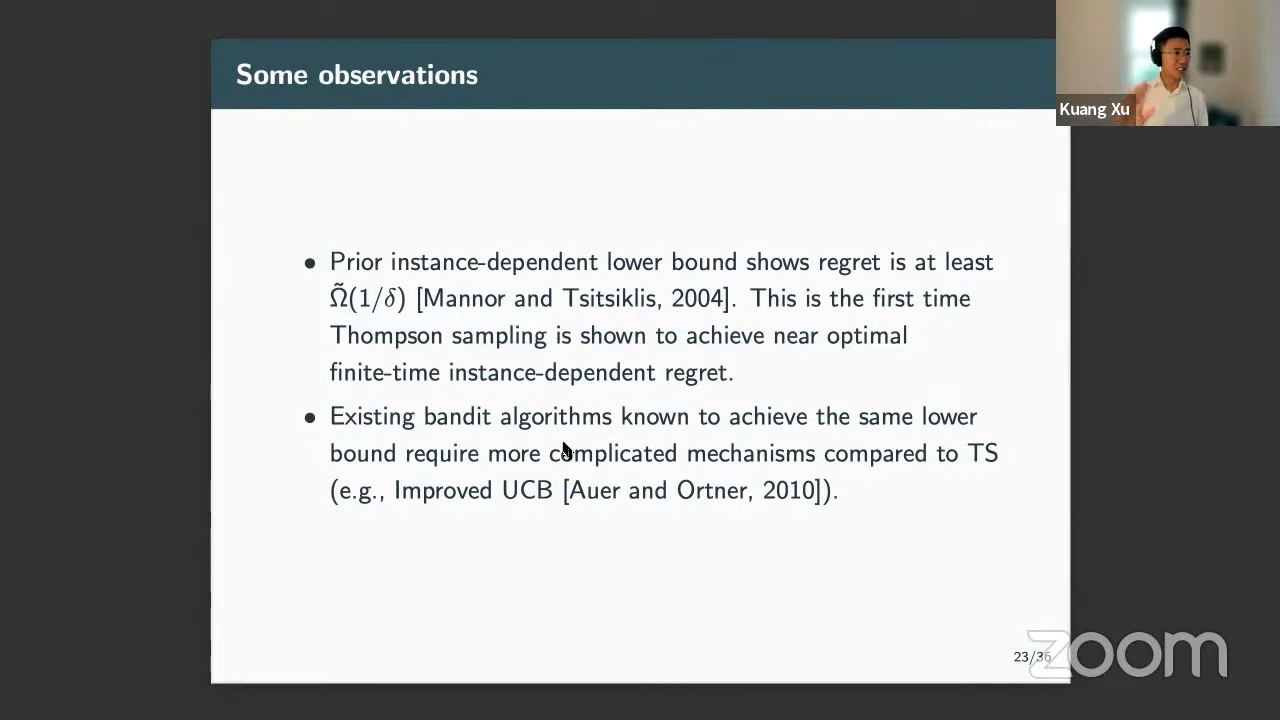 Some observations
Kuang Xu
• Prior instance-dependent lower bound shows regret is at least
Ω̃(1/δ) [Mannor and Tsitsiklis, 2004]. This is the first time
Thompson sampling is shown to achieve near optimal
finite-time instance-dependent regret.
• Existing bandit algorithms known to achieve the same lower
bound require more complicated mechanisms compared to TS
(e.g., Improved UCB [Auer and Ortner, 2010]).
23/36
zoom